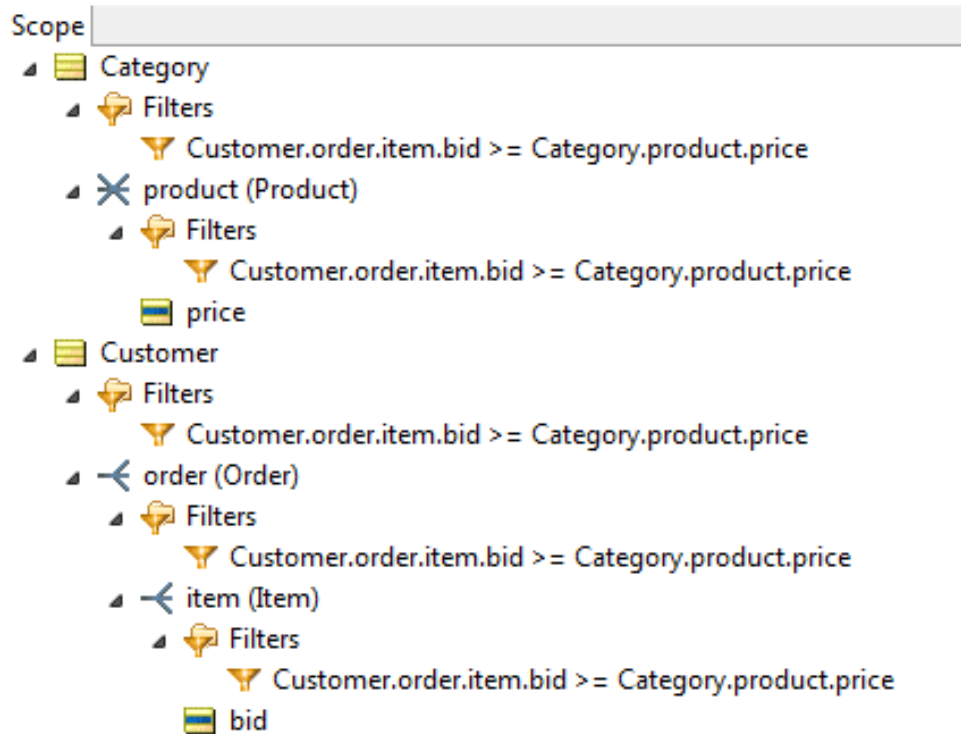 Scope
Category
Filters
Customer.order.item.bid >= Category.product.price
product (Product)
Filters
Customer.order.item.bid >= Category.product.price
price
Customer
Filters
Customer.order.item.bid >= Category.product.price
order (Order)
Filters
Customer.order.item.bid >= Category.product.price
item (Item)
Filters
Customer.order.item.bid >= Category.product.price
bid